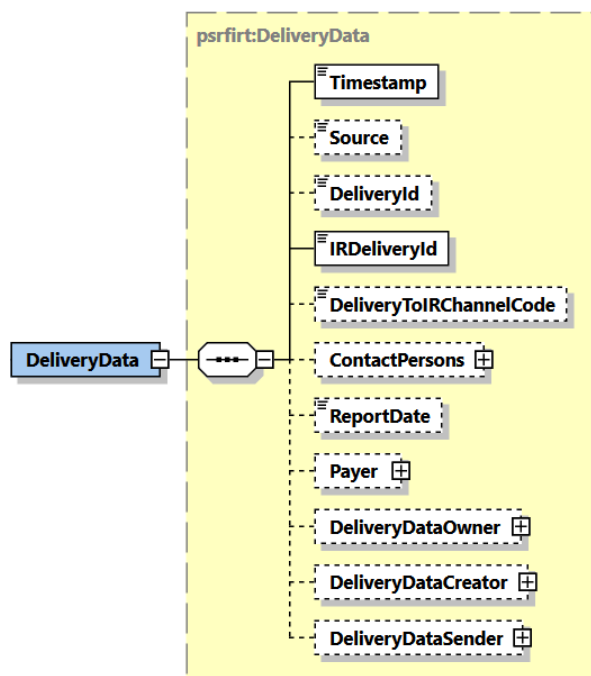 psrfirt:DeliveryData
Timestamp
Source
DeliveryId
IRDeliveryId
DeliveryToIRChannelCode
DeliveryData
ContactPersons
ReportDate
Payer
DeliveryDataOwner
DeliveryDataCreator
DeliveryDataSender